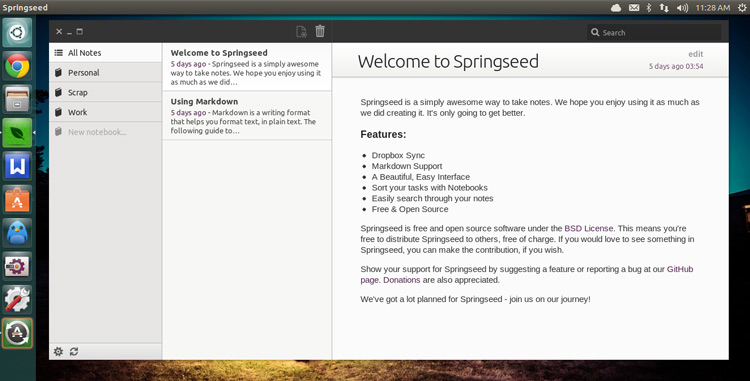 Springseed
11:28 AM
Search
All Notes
Personal
Scrap
Work
New notebook...
Welcome to Springseed
5 days ago - Springseed is a simply awesome
way to take notes. We hope you enjoy using it
as much as we did…
Using Markdown
5 days ago - Markdown is a writing format
that helps you format text, in plain text. The
following guide to…
Welcome to Springseed
edit
5 days ago 03:54
Springseed is a simply awesome way to take notes. We hope you enjoy using it as much as
we did creating it. It's only going to get better.
Features:
Dropbox Sync
Markdown Support
A Beautiful, Easy Interface
Sort your tasks with Notebooks
Easily search through your notes
Free & Open Source
Springseed is free and open source software under the BSD License. This means you're
free to distribute Springseed to others, free of charge. If you would love to see something in
Springseed, you can make the contribution, if you wish.
Show your support for Springseed by suggesting a feature or reporting a bug at our GitHub
page. Donations are also appreciated.
We've got a lot planned for Springseed - join us on our journey!